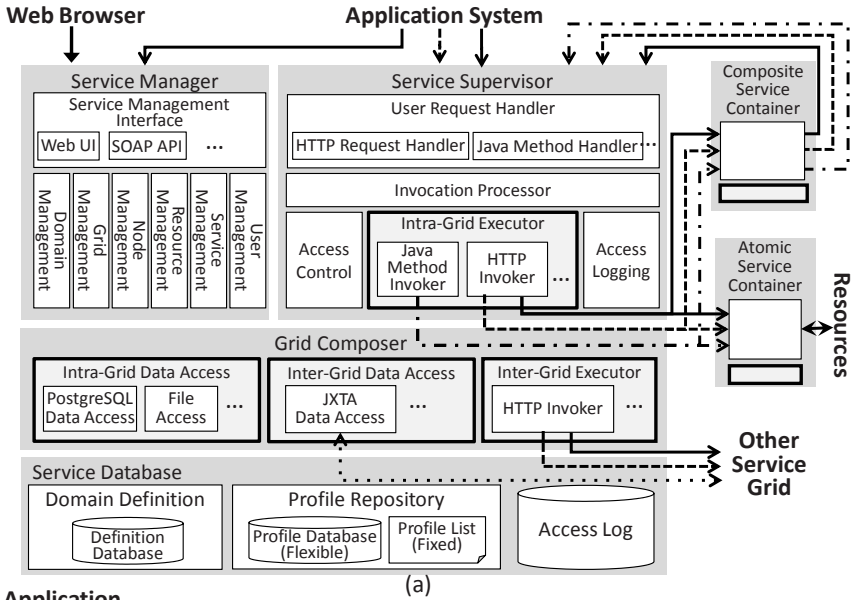 Web Browser
Application System
Service Manager
Service Management
Interface
Web UI
SOAP API
...
Domain
Management
Grid
Management
Node
Management
Resource
Management
Service
Management
User
Management
Service Supervisor
User Request Handler
HTTP Request Handler
Java Method Handler
...
Invocation Processor
Access
Control
Intra-Grid Executor
Java
Method
Invoker
HTTP
Invoker
...
Access
Logging
Composite
Service
Container
Atomic
Service
Container
Resources
Grid Composer
Intra-Grid Data Access
PostgreSQL
Data Access
File
Access
...
Inter-Grid Data Access
JXTA
Data Access
...
Inter-Grid Executor
HTTP Invoker
...
Other
Service
Grid
Service Database
Domain Definition
Definition
Database
Profile Repository
Profile Database
(Flexible)
Profile List
(Fixed)
Access Log
(a)
Application